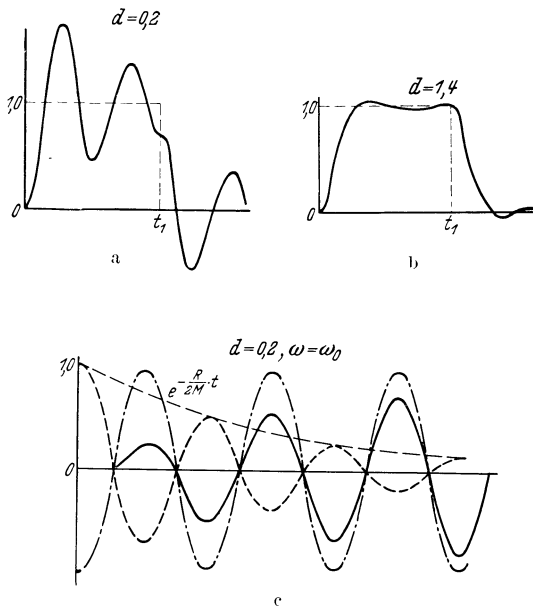 d=0,2
1,0
0
t₁
a
d=1,4
1,0
0
t₁
b
d=0,2, ω=ω₀
1,0
e^{-\frac{R}{2M}·t}
0
c